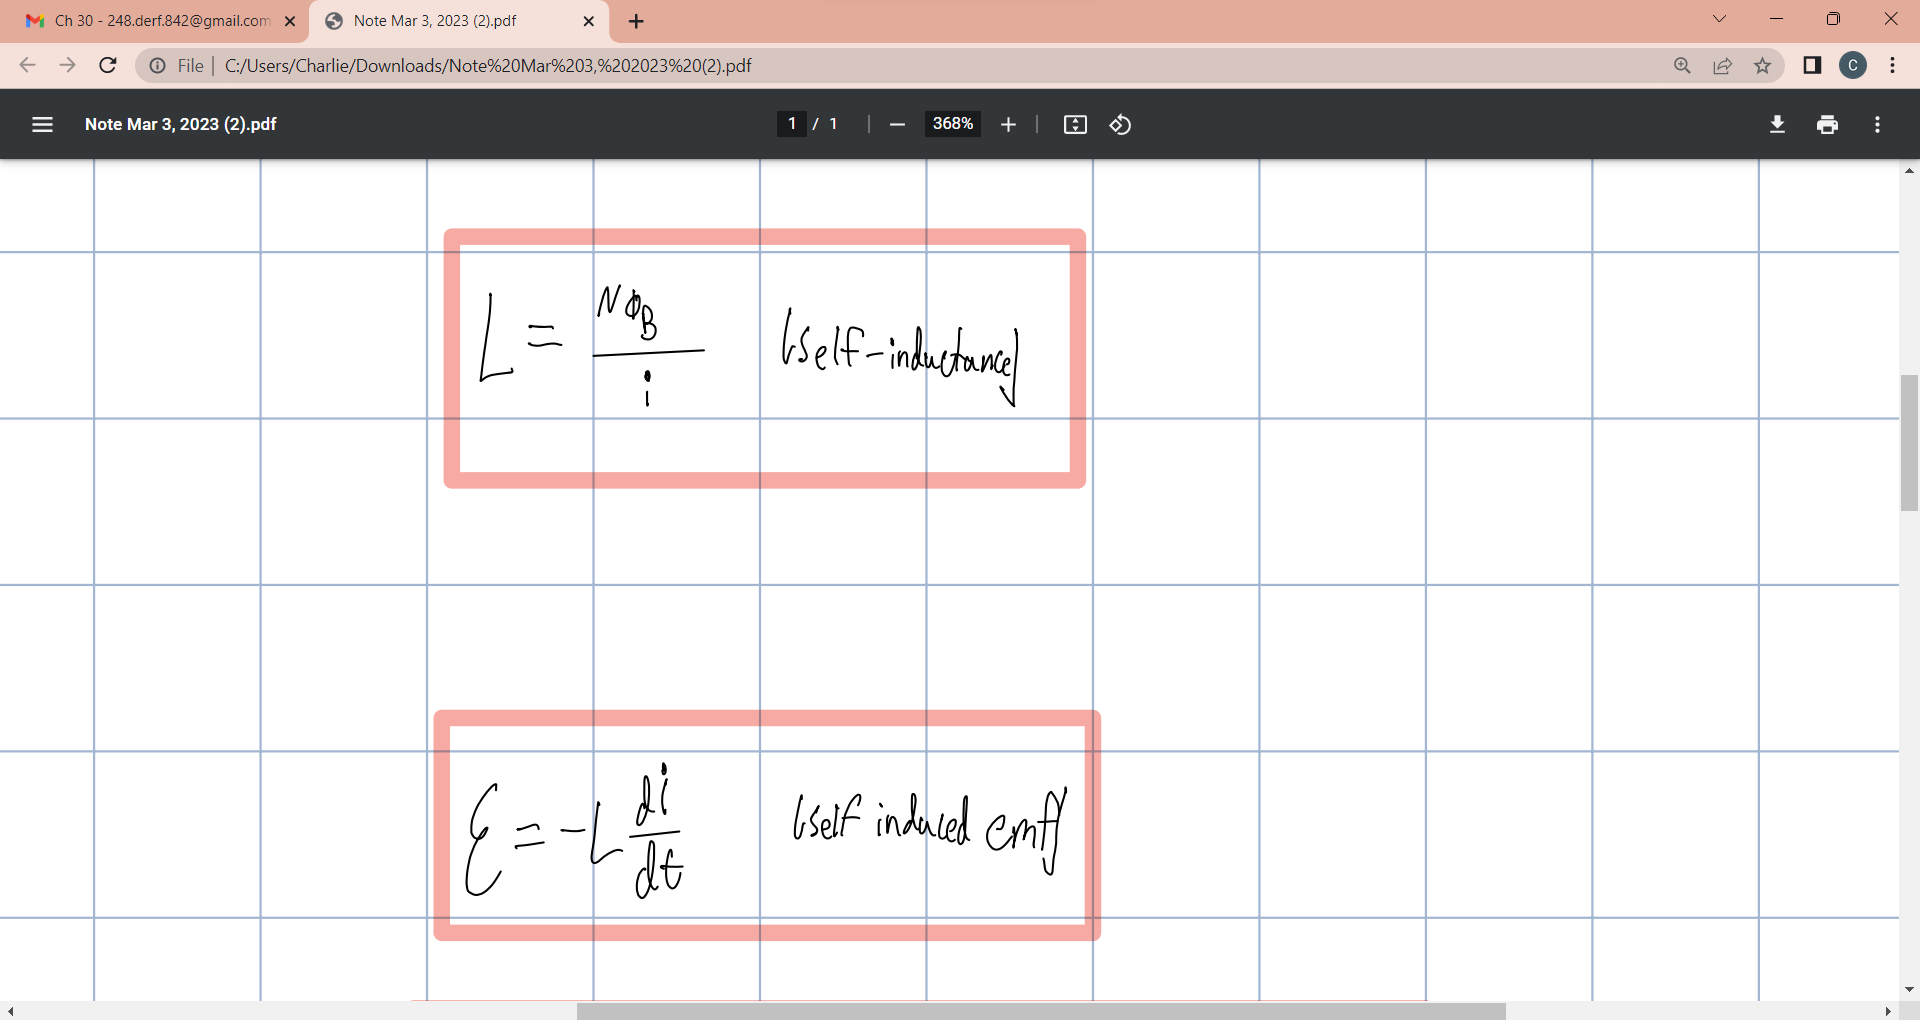 Ch 30 - 248.derf.842@gmail.com
Note Mar 3, 2023 (2).pdf
File | C:/Users/Charlie/Downloads/Note%20Mar%203,%202023%20(2).pdf
C
Note Mar 3, 2023 (2).pdf
1 / 1
368%
L = NΦ_B / i (self-inductance)
ε = -L di/dt (self induced emf)